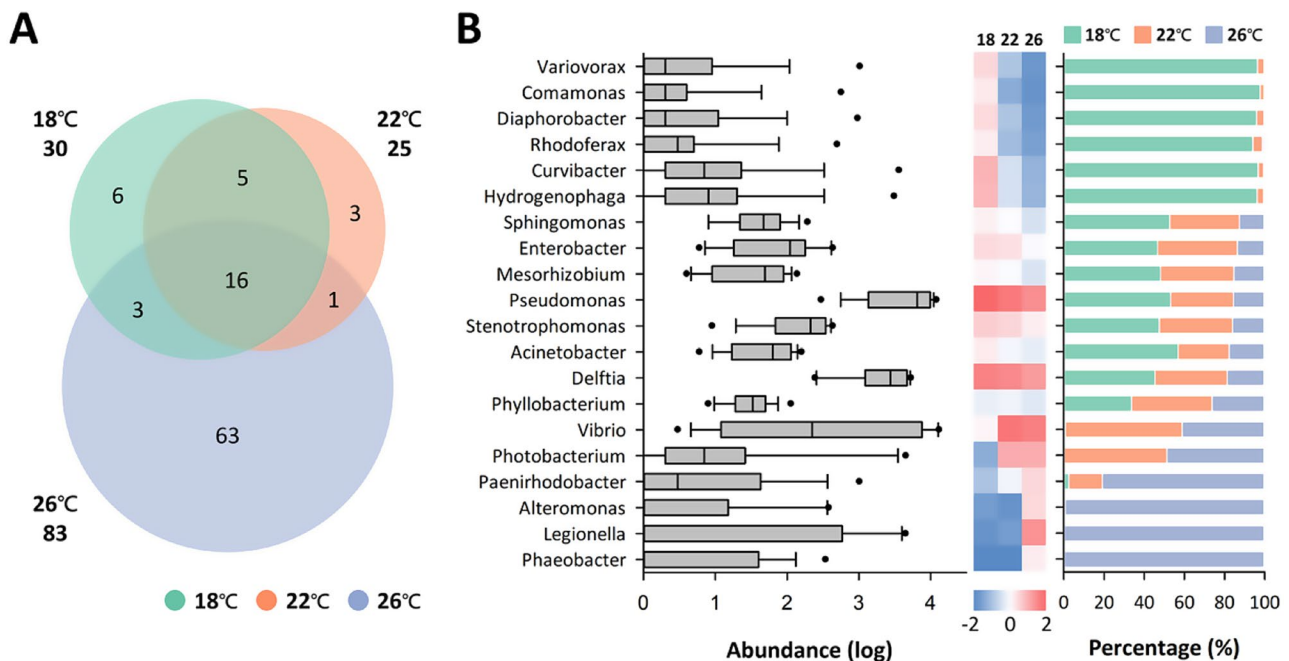 A
18℃
30
22℃
25
6
5
3
16
3
1
63
26℃
83
18℃ 22℃ 26℃
B
18 22 26
18℃ 22℃ 26℃
Variovorax
Comamonas
Diaphorobacter
Rhodoferax
Curvibacter
Hydrogenophaga
Sphingomonas
Enterobacter
Mesorhizobium
Pseudomonas
Stenotrophomonas
Acinetobacter
Delftia
Phyllobacterium
Vibrio
Photobacterium
Paenirhodobacter
Alteromonas
Legionella
Phaeobacter
0 1 2 3 4
Abundance (log)
-2 0 2
0 20 40 60 80 100
Percentage (%)